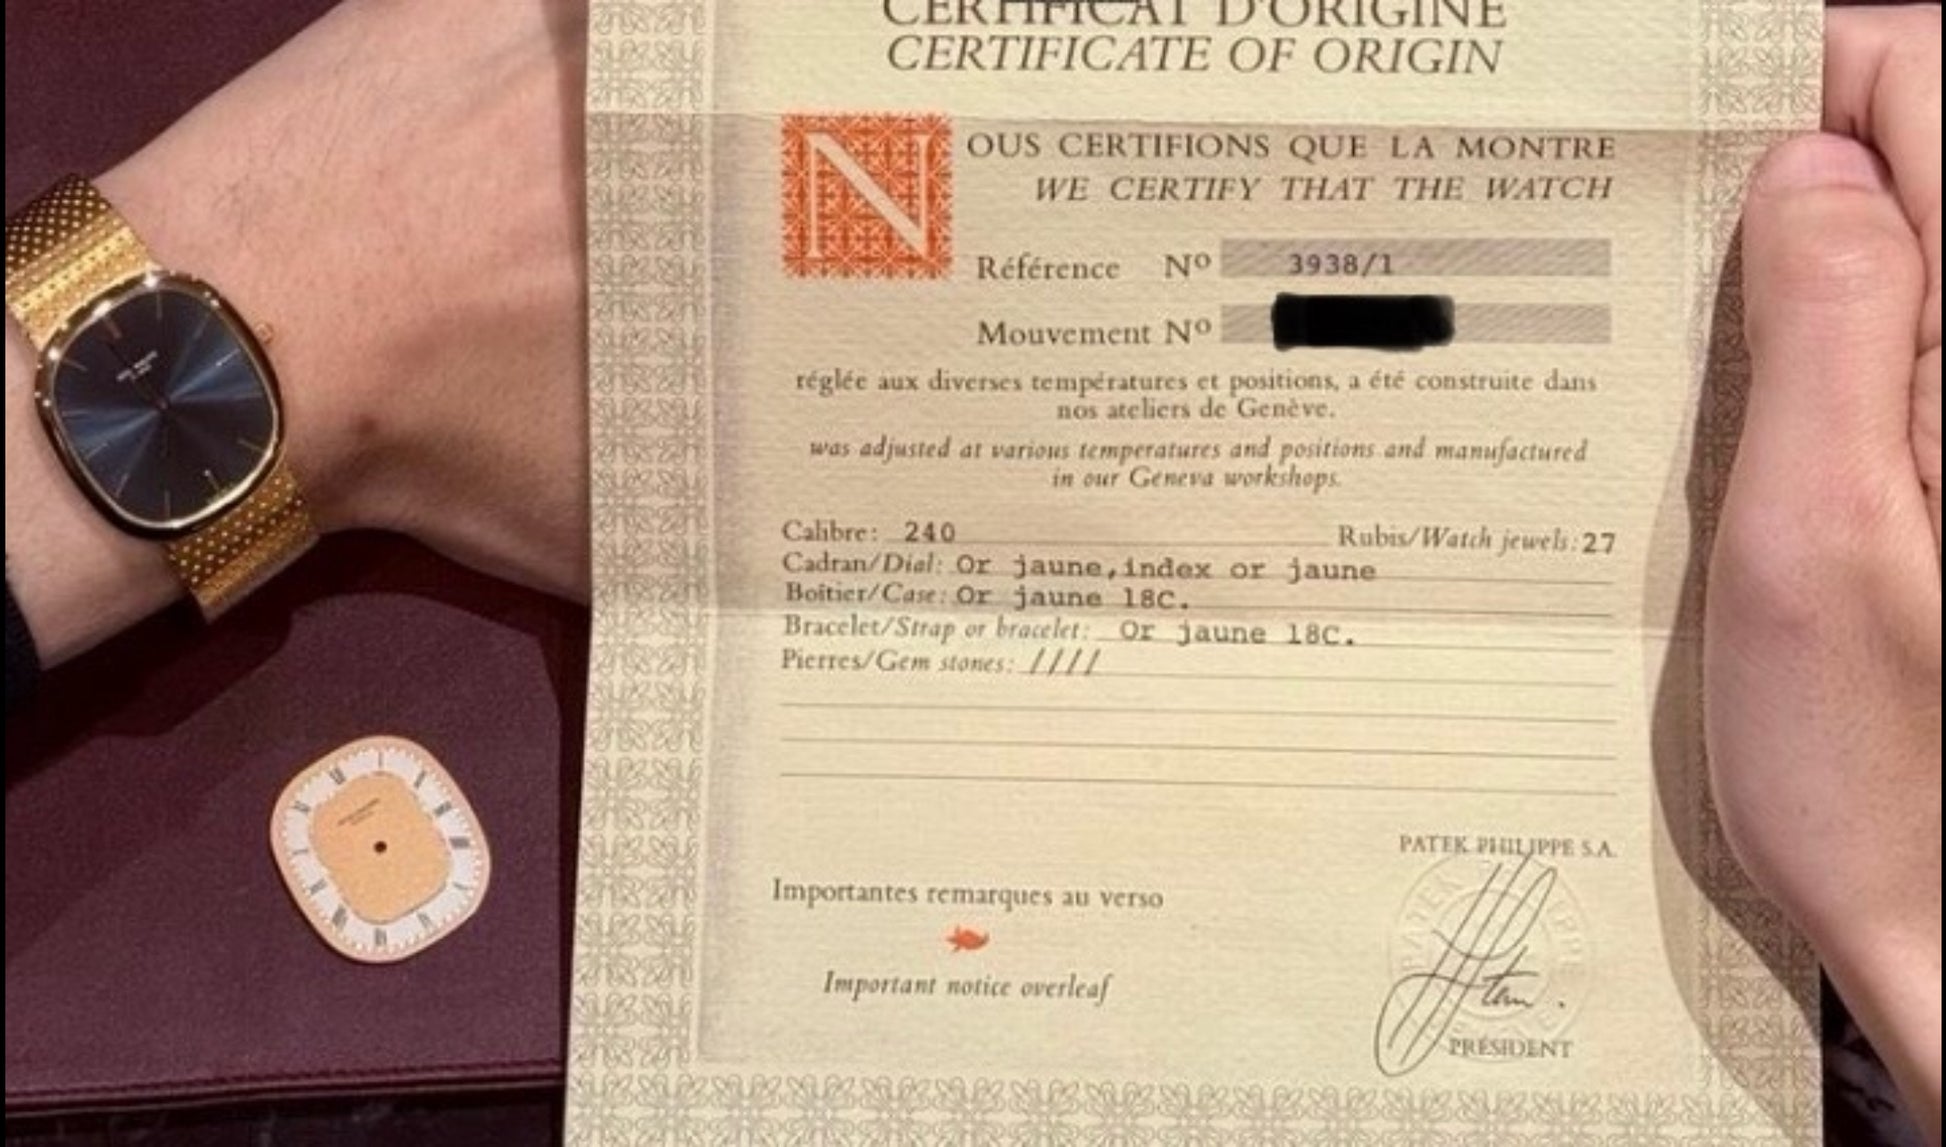 CERTIFICAT D'ORIGINE
CERTIFICATE OF ORIGIN
NOUS CERTIFIONS QUE LA MONTRE
WE CERTIFY THAT THE WATCH
Référence Nº 3938/1
Mouvement Nº
réglée aux diverses températures et positions, a été construite dans
nos ateliers de Genève.
was adjusted at various temperatures and positions and manufactured
in our Geneva workshops.
Calibre: 240 Rubis/Watch jewels: 27
Cadran/Dial: Or jaune,index or jaune
Boîtier/Case: Or jaune 18C.
Bracelet/Strap or bracelet: Or jaune 18C.
Pierres/Gem stones: ////
PATEK PHILIPPE S.A.
Importantes remarques au verso
Important notice overleaf
PRÉSIDENT